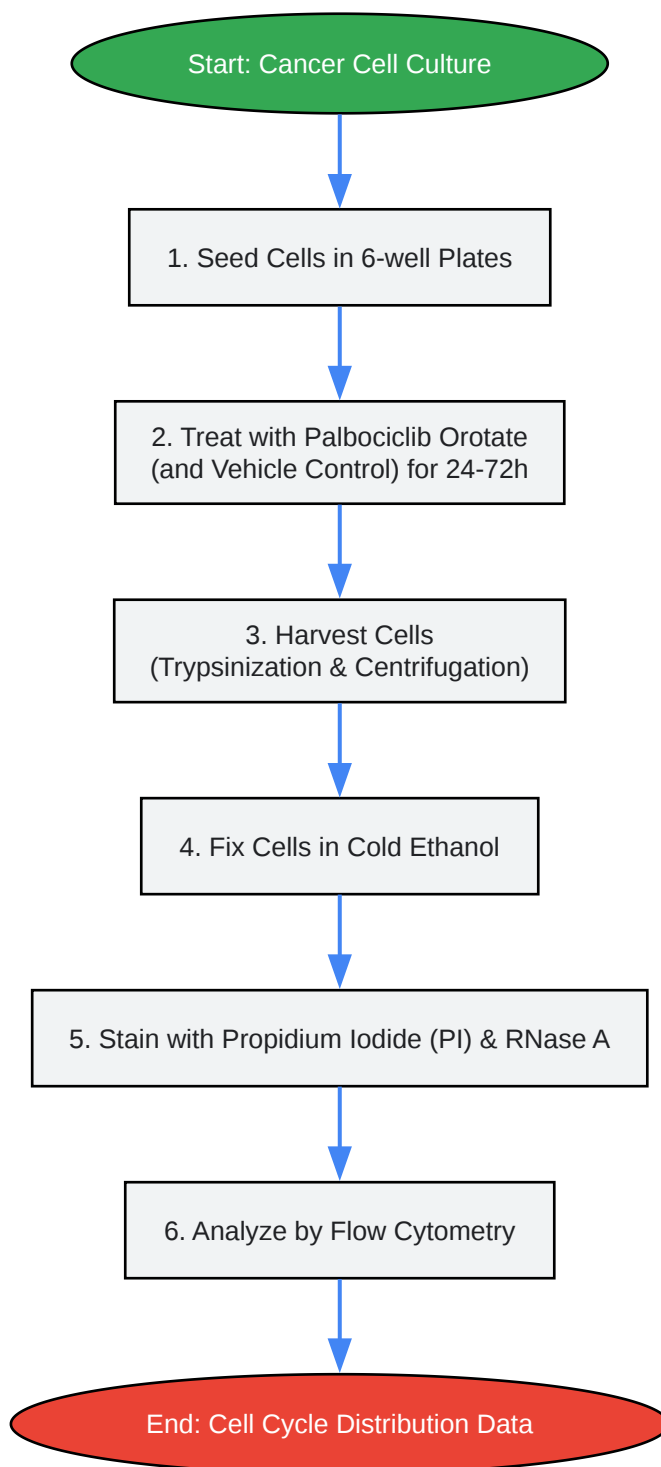 Start: Cancer Cell Culture
1. Seed Cells in 6-well Plates
2. Treat with Palbociclib Orotate
(and Vehicle Control) for 24-72h
3. Harvest Cells
(Trypsinization & Centrifugation)
4. Fix Cells in Cold Ethanol
5. Stain with Propidium Iodide (PI) & RNase A
6. Analyze by Flow Cytometry
End: Cell Cycle Distribution Data